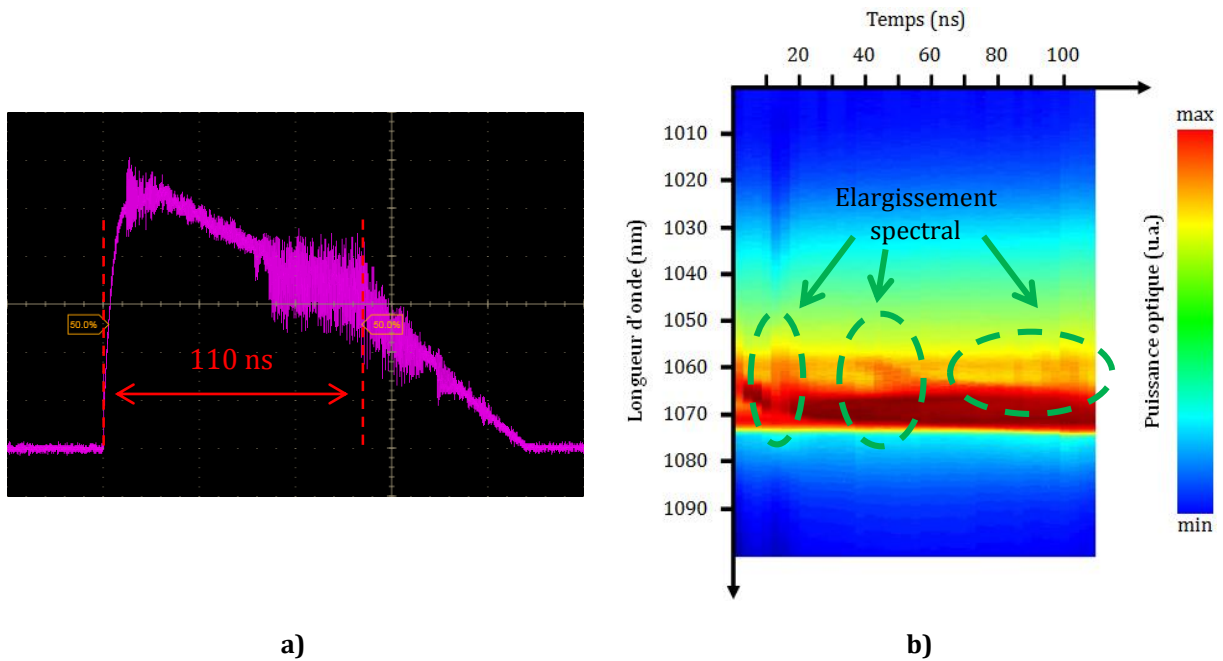 50.0%
50.0%
110 ns
a)
Temps (ns)
20 40 60 80 100
Longueur d'onde (nm)
1010
1020
1030
1040
1050
1060
1070
1080
1090
Elargissement
spectral
max
Puissance optique (u.a.)
min
b)